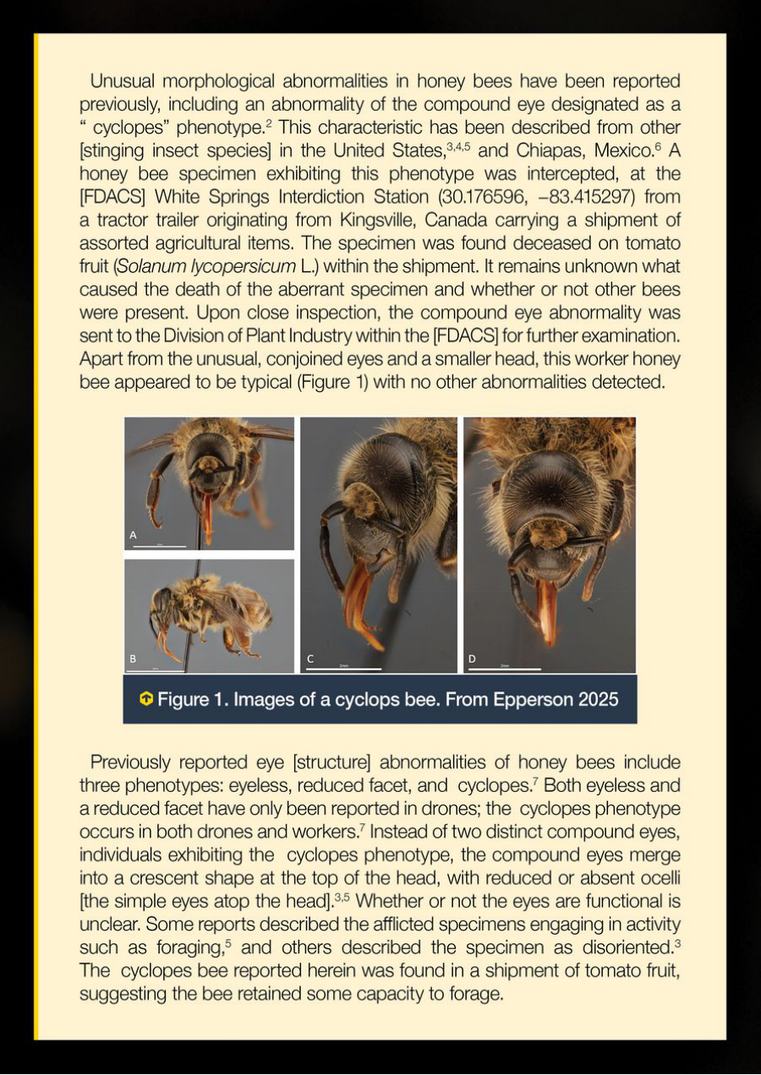 Unusual morphological abnormalities in honey bees have been reported
previously, including an abnormality of the compound eye designated as a
“ cyclopes” phenotype.² This characteristic has been described from other
[stinging insect species] in the United States,³,⁴,⁵ and Chiapas, Mexico.⁶ A
honey bee specimen exhibiting this phenotype was intercepted, at the
[FDACS] White Springs Interdiction Station (30.176596, −83.415297) from
a tractor trailer originating from Kingsville, Canada carrying a shipment of
assorted agricultural items. The specimen was found deceased on tomato
fruit (Solanum lycopersicum L.) within the shipment. It remains unknown what
caused the death of the aberrant specimen and whether or not other bees
were present. Upon close inspection, the compound eye abnormality was
sent to the Division of Plant Industry within the [FDACS] for further examination.
Apart from the unusual, conjoined eyes and a smaller head, this worker honey
bee appeared to be typical (Figure 1) with no other abnormalities detected.
A
B
C
D
2mm
2mm
Figure 1. Images of a cyclops bee. From Epperson 2025
Previously reported eye [structure] abnormalities of honey bees include
three phenotypes: eyeless, reduced facet, and cyclopes.⁷ Both eyeless and
a reduced facet have only been reported in drones; the cyclopes phenotype
occurs in both drones and workers.⁷ Instead of two distinct compound eyes,
individuals exhibiting the cyclopes phenotype, the compound eyes merge
into a crescent shape at the top of the head, with reduced or absent ocelli
[the simple eyes atop the head].³,⁵ Whether or not the eyes are functional is
unclear. Some reports described the afflicted specimens engaging in activity
such as foraging,⁵ and others described the specimen as disoriented.³
The cyclopes bee reported herein was found in a shipment of tomato fruit,
suggesting the bee retained some capacity to forage.